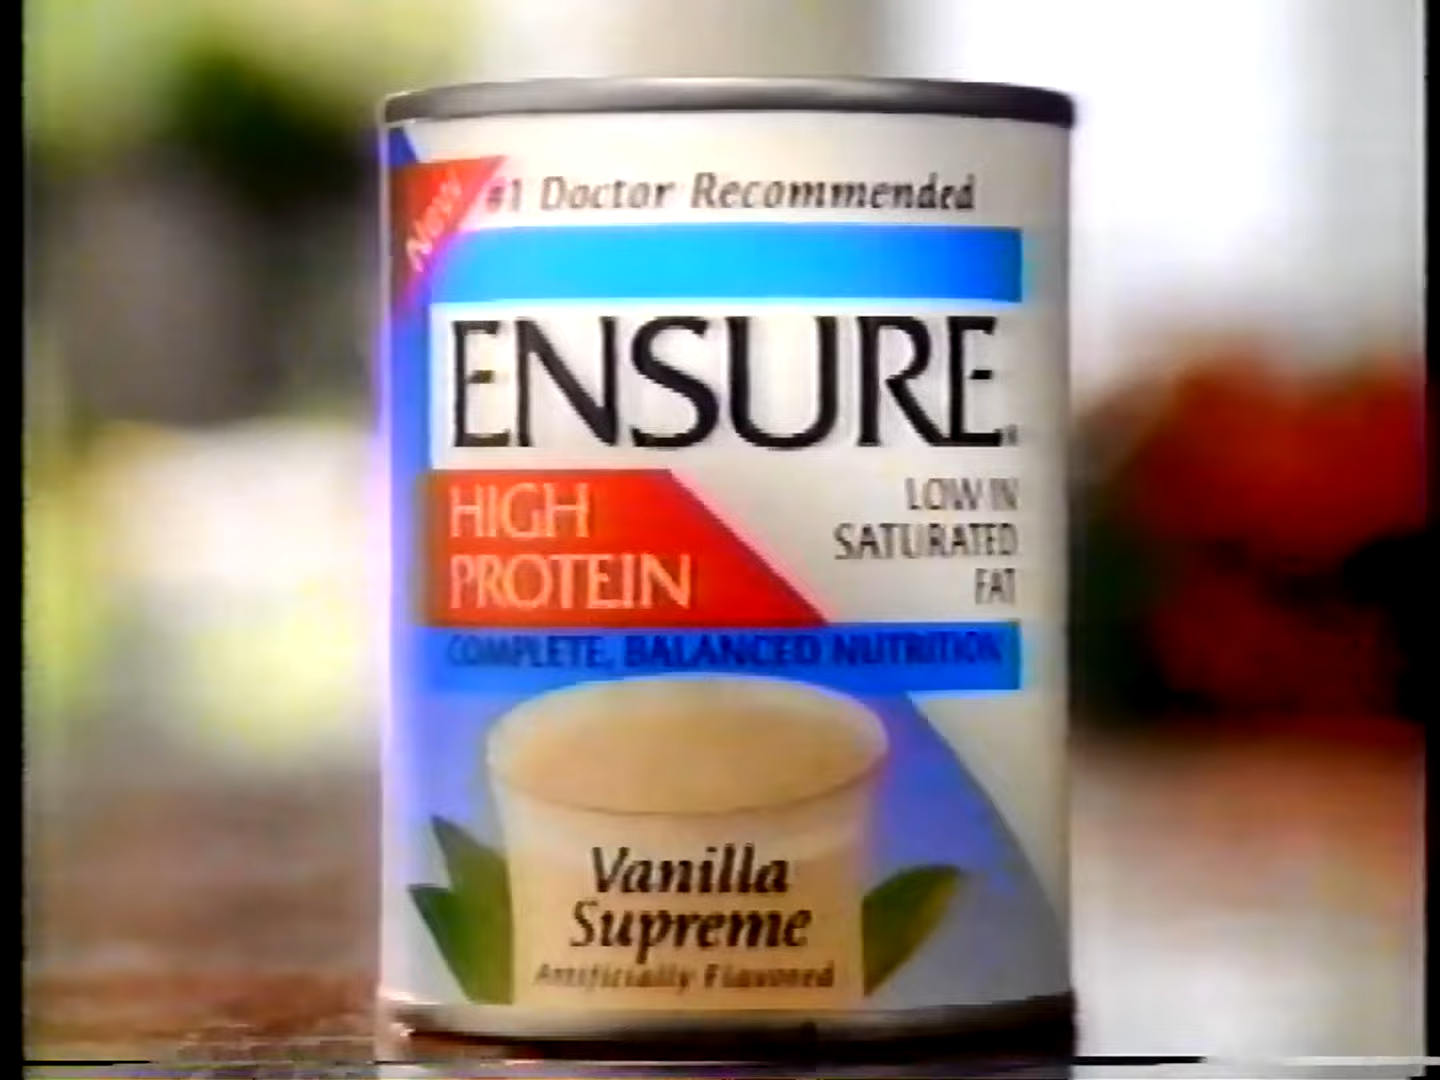 New
#1 Doctor Recommended
ENSURE®
HIGH
PROTEIN
LOW IN
SATURATED
FAT
COMPLETE, BALANCED NUTRITION
Vanilla
Supreme
Artificially Flavored